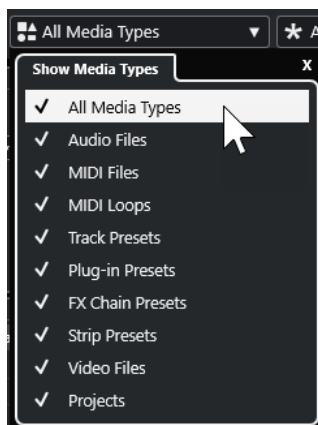 All Media Types ▼ A
Show Media Types X
✓ All Media Types
✓ Audio Files
✓ MIDI Files
✓ MIDI Loops
✓ Track Presets
✓ Plug-in Presets
✓ FX Chain Presets
✓ Strip Presets
✓ Video Files
✓ Projects